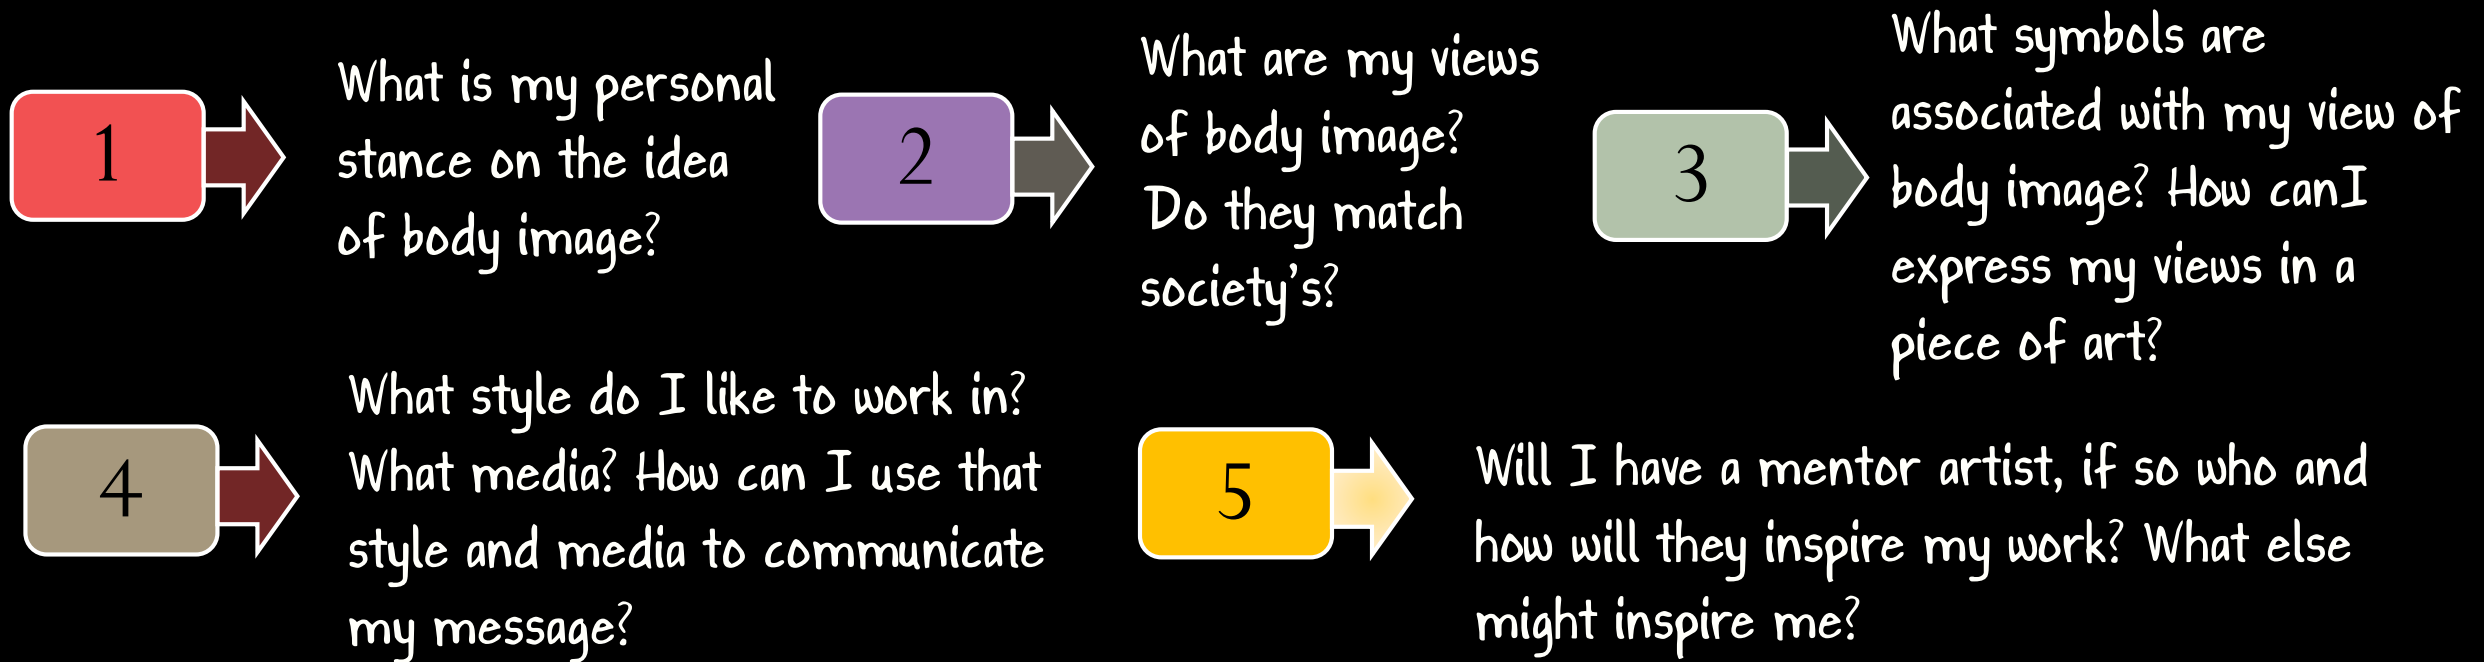 1
What is my personal
stance on the idea
of body image?
2
What are my views
of body image?
Do they match
society's?
3
What symbols are
associated with my view of
body image? How canI
express my views in a
piece of art?
4
What style do I like to work in?
What media? How can I use that
style and media to communicate
my message?
5
Will I have a mentor artist, if so who and
how will they inspire my work? What else
might inspire me?